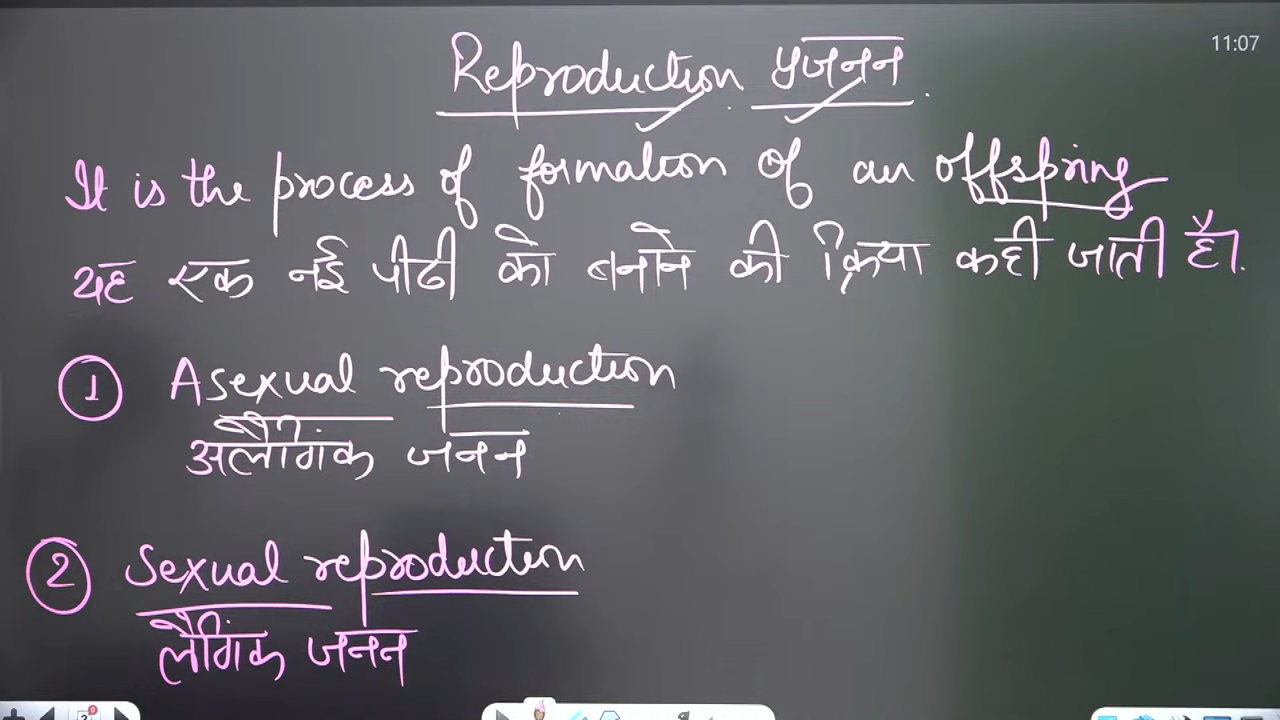 11:07
Reproduction प्रजनन
It is the process of formation of an offspring
यह एक नई पीढी को बनाने की क्रिया कही जाती है।
1 Asexual reproduction
अलैंगिक जनन
2 Sexual reproduction
लैंगिक जनन